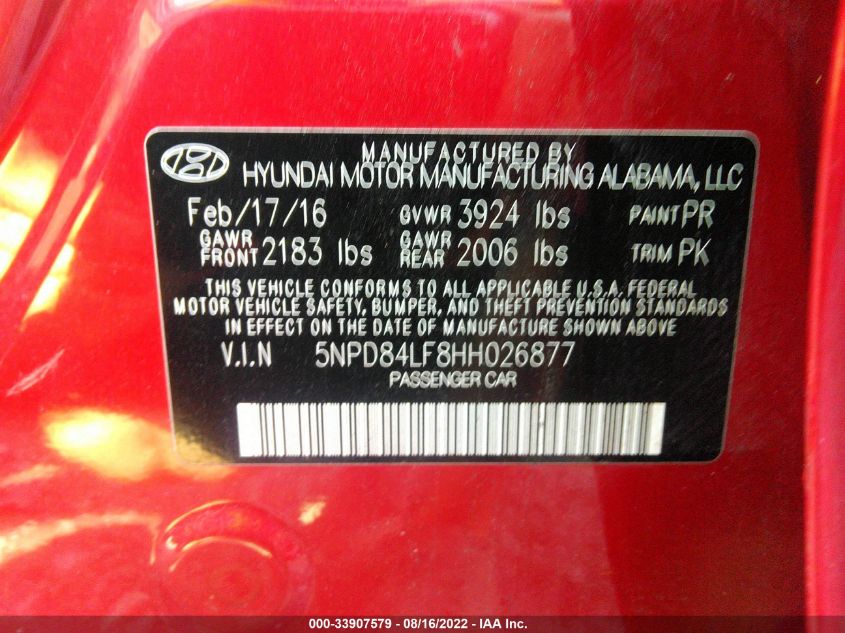 MANUFACTURED BY
HYUNDAI MOTOR MANUFACTURING ALABAMA, LLC
Feb/17/16 GVWR 3924 lbs PAINT PR
GAWR FRONT 2183 lbs GAWR REAR 2006 lbs TRIM PK
THIS VEHICLE CONFORMS TO ALL APPLICABLE U.S.A. FEDERAL
MOTOR VEHICLE SAFETY, BUMPER, AND THEFT PREVENTION STANDARDS
IN EFFECT ON THE DATE OF MANUFACTURE SHOWN ABOVE
V.I.N 5NPD84LF8HH026877
PASSENGER CAR
000-33907579 - 08/16/2022 - IAA Inc.